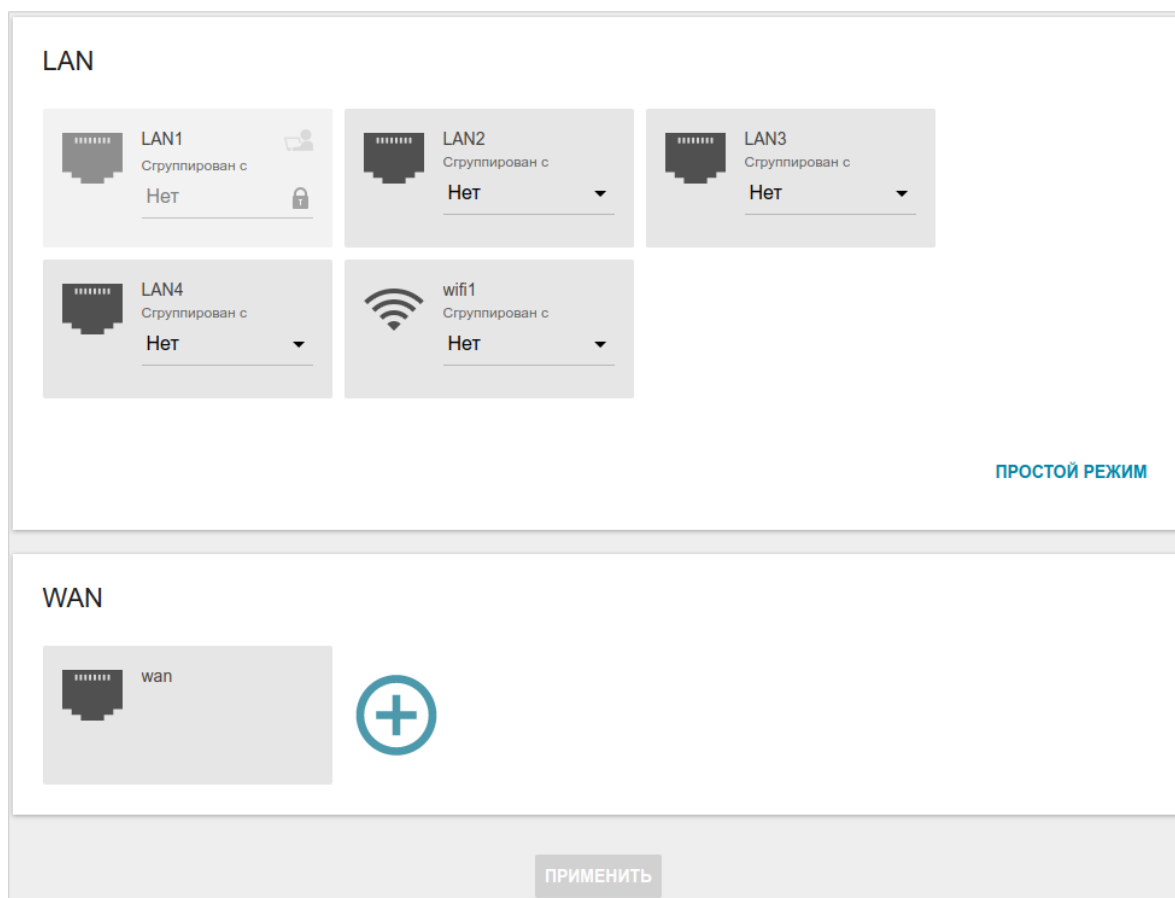 LAN
LAN1
Сгруппирован с
Нет
LAN2
Сгруппирован с
Нет
LAN3
Сгруппирован с
Нет
LAN4
Сгруппирован с
Нет
wifi1
Сгруппирован с
Нет
ПРОСТОЙ РЕЖИМ
WAN
wan
ПРИМЕНИТЬ